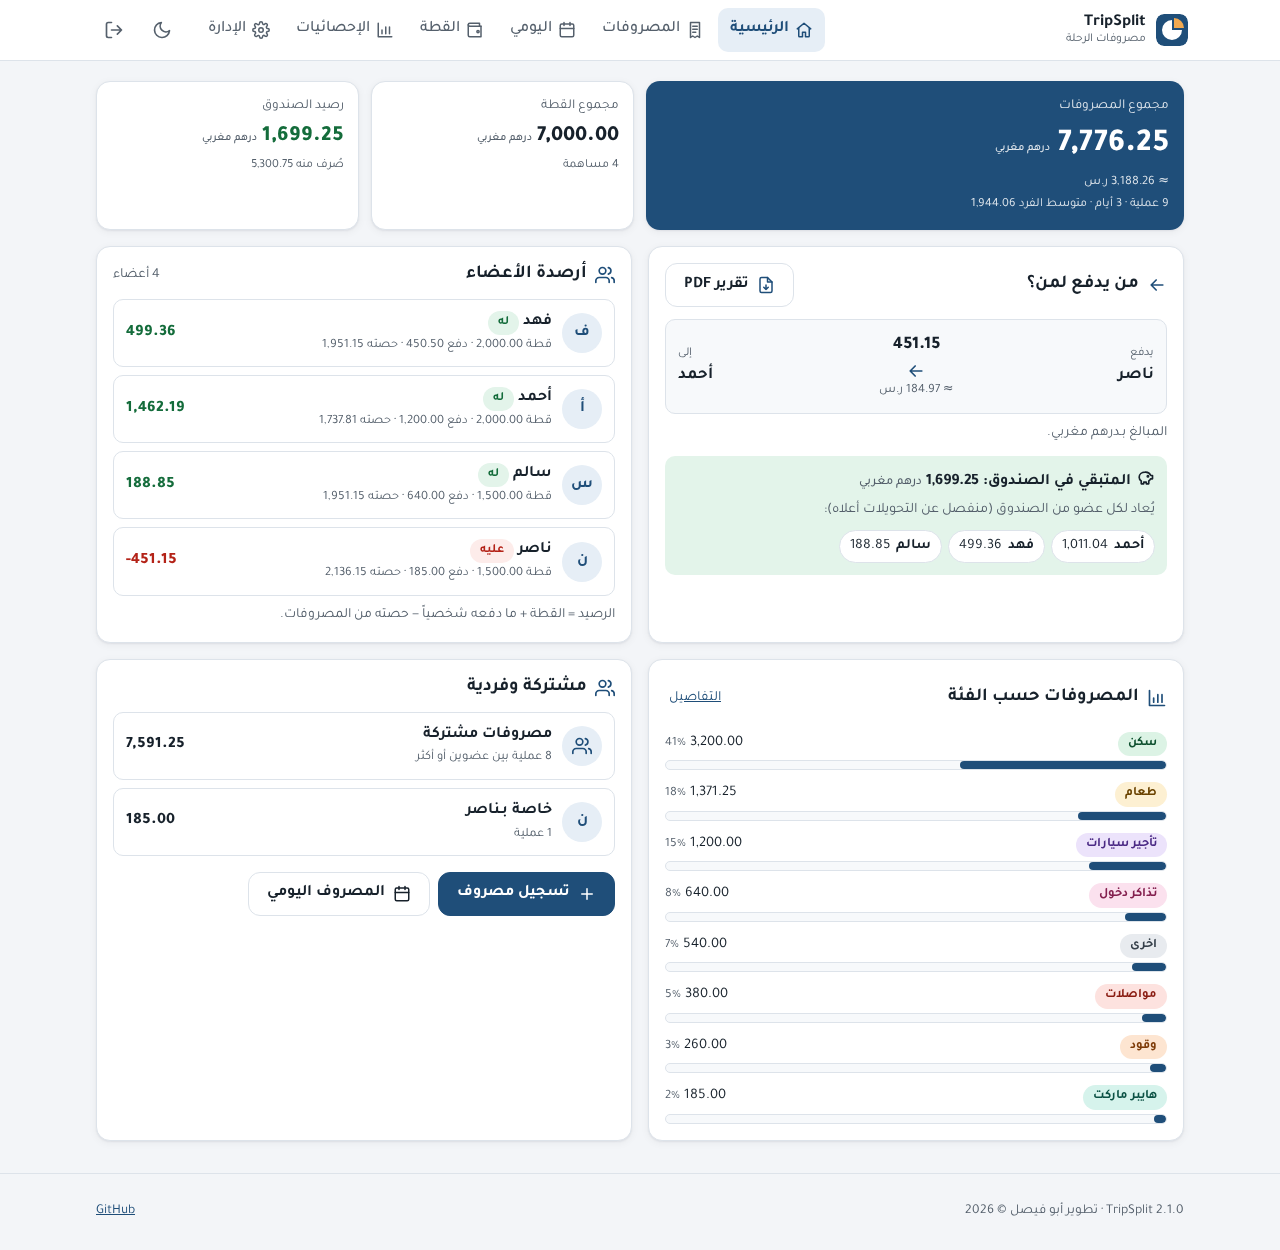 TripSplit
مصروفات الرحلة
الرئيسية
المصروفات
اليومي
القطة
الإحصائيات
الإدارة
مجموع المصروفات
7,776.25 درهم مغربي
≈ 3,188.26 ر.س
9 عملية · 3 أيام · متوسط الفرد 1,944.06
مجموع القطة
7,000.00 درهم مغربي
4 مساهمة
رصيد الصندوق
1,699.25 درهم مغربي
صُرف منه 5,300.75
من يدفع لمن؟
تقرير PDF
يدفع
ناصر
451.15
←
≈ 184.97 ر.س
إلى
أحمد
المبالغ بدرهم مغربي.
المتبقي في الصندوق: 1,699.25 درهم مغربي
يُعاد لكل عضو من الصندوق (منفصل عن التحويلات أعلاه):
أحمد 1,011.04
فهد 499.36
سالم 188.85
أرصدة الأعضاء
4 أعضاء
ف
فهد له
قطة 2,000.00 · دفع 450.50 · حصته 1,951.15
499.36
أ
أحمد له
قطة 2,000.00 · دفع 1,200.00 · حصته 1,737.81
1,462.19
س
سالم له
قطة 1,500.00 · دفع 640.00 · حصته 1,951.15
188.85
ن
ناصر عليه
قطة 1,500.00 · دفع 185.00 · حصته 2,136.15
-451.15
الرصيد = القطة + ما دفعه شخصياً – حصته من المصروفات.
المصروفات حسب الفئة
التفاصيل
سكن 3,200.00 41%
طعام 1,371.25 18%
تأجير سيارات 1,200.00 15%
تذاكر دخول 640.00 8%
اخرى 540.00 7%
مواصلات 380.00 5%
وقود 260.00 3%
هايبر ماركت 185.00 2%
مشتركة وفردية
مصروفات مشتركة
8 عملية بين عضوين أو أكثر
7,591.25
ن
خاصة بناصر
1 عملية
185.00
تسجيل مصروف
المصروف اليومي
TripSplit 2.1.0 · تطوير أبو فيصل © 2026
GitHub